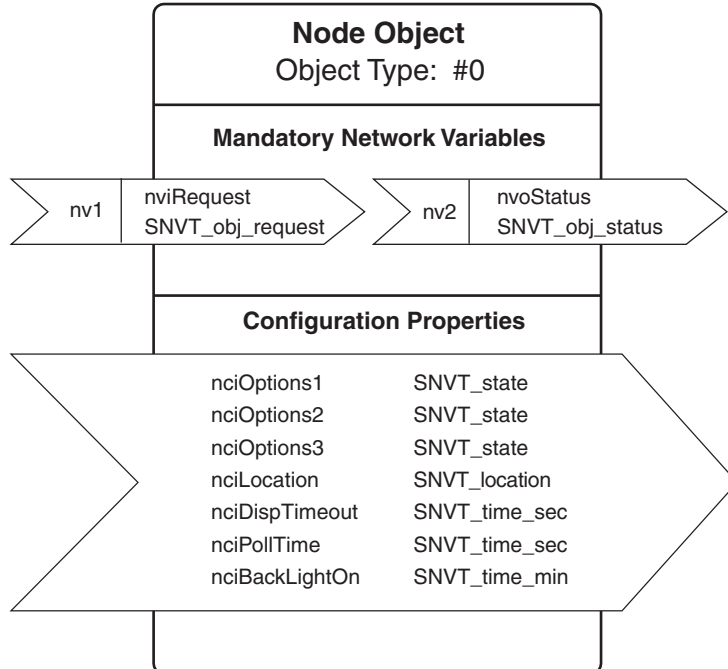 Node Object
Object Type: #0
Mandatory Network Variables
nv1
nviRequest
SNVT_obj_request
nv2
nvoStatus
SNVT_obj_status
Configuration Properties
nciOptions1 SNVT_state
nciOptions2 SNVT_state
nciOptions3 SNVT_state
nciLocation SNVT_location
nciDispTimeout SNVT_time_sec
nciPollTime SNVT_time_sec
nciBackLightOn SNVT_time_min